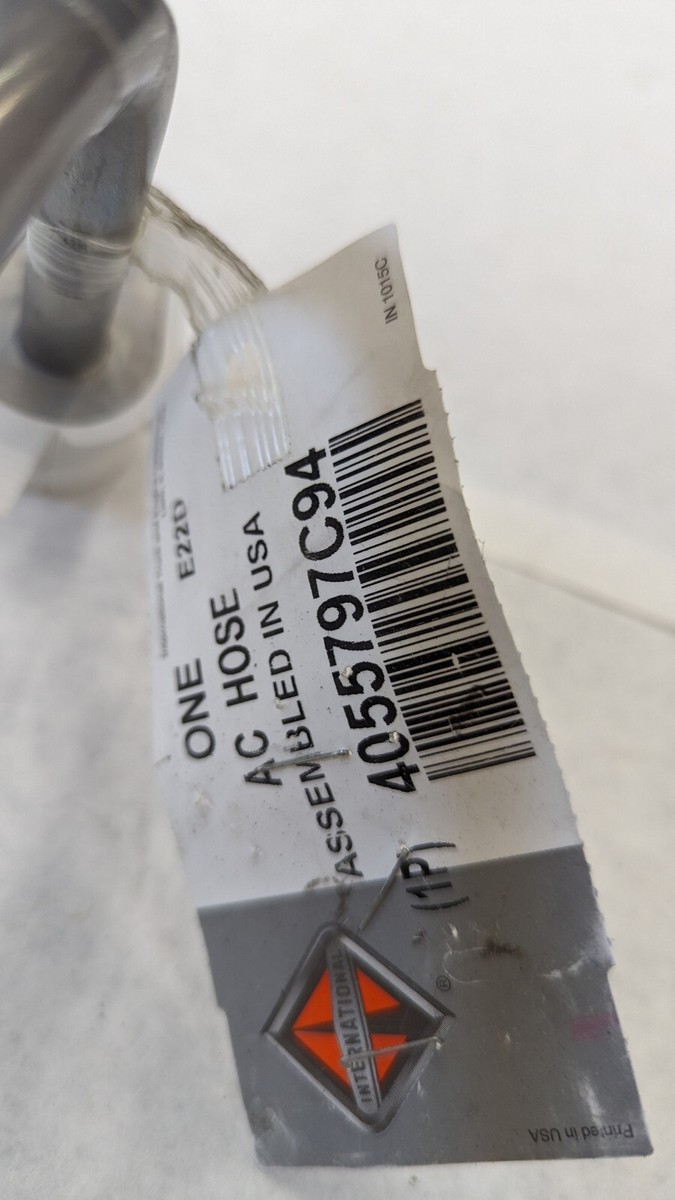 IN 1015C
(1P)
4055797C94
ASSEMBLED IN USA
AC HOSE
ONE
E22D
INTERNATIONAL
®
Printed in USA